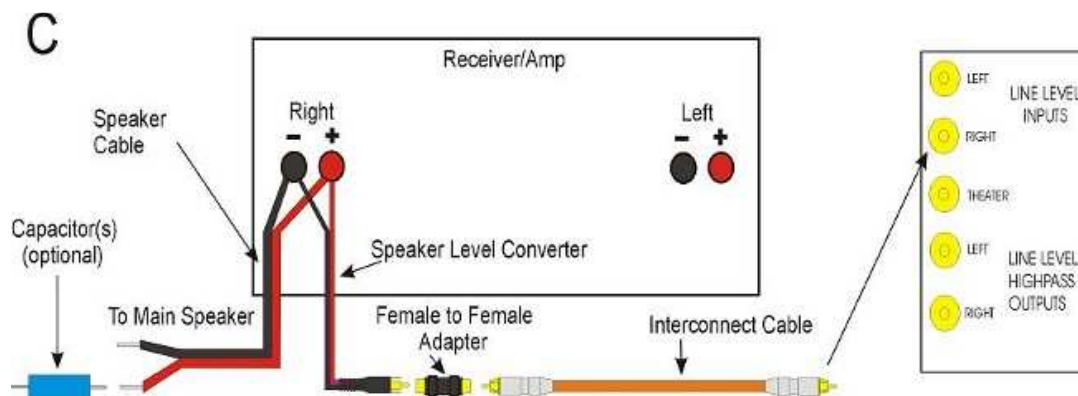 C
Receiver/Amp
Right
- +
Left
- +
Speaker
Cable
Capacitor(s)
(optional)
Speaker Level Converter
To Main Speaker
Female to Female
Adapter
Interconnect Cable
LEFT
LINE LEVEL
INPUTS
RIGHT
THEATER
LEFT
LINE LEVEL
HIGHPASS
OUTPUTS
RIGHT